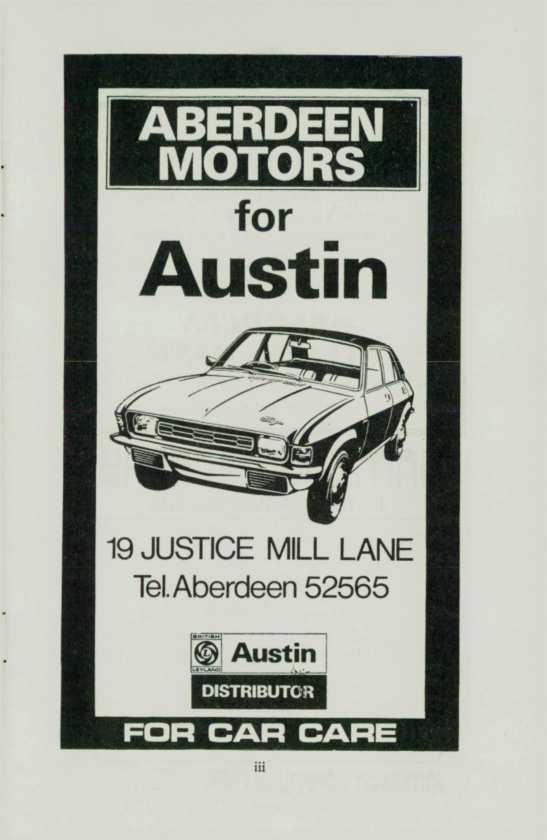 ABERDEEN
MOTORS
for
Austin
19 JUSTICE MILL LANE
Tel.Aberdeen 52565
BRITISH
LEYLAND
Austin
DISTRIBUTOR
FOR CAR CARE
iii